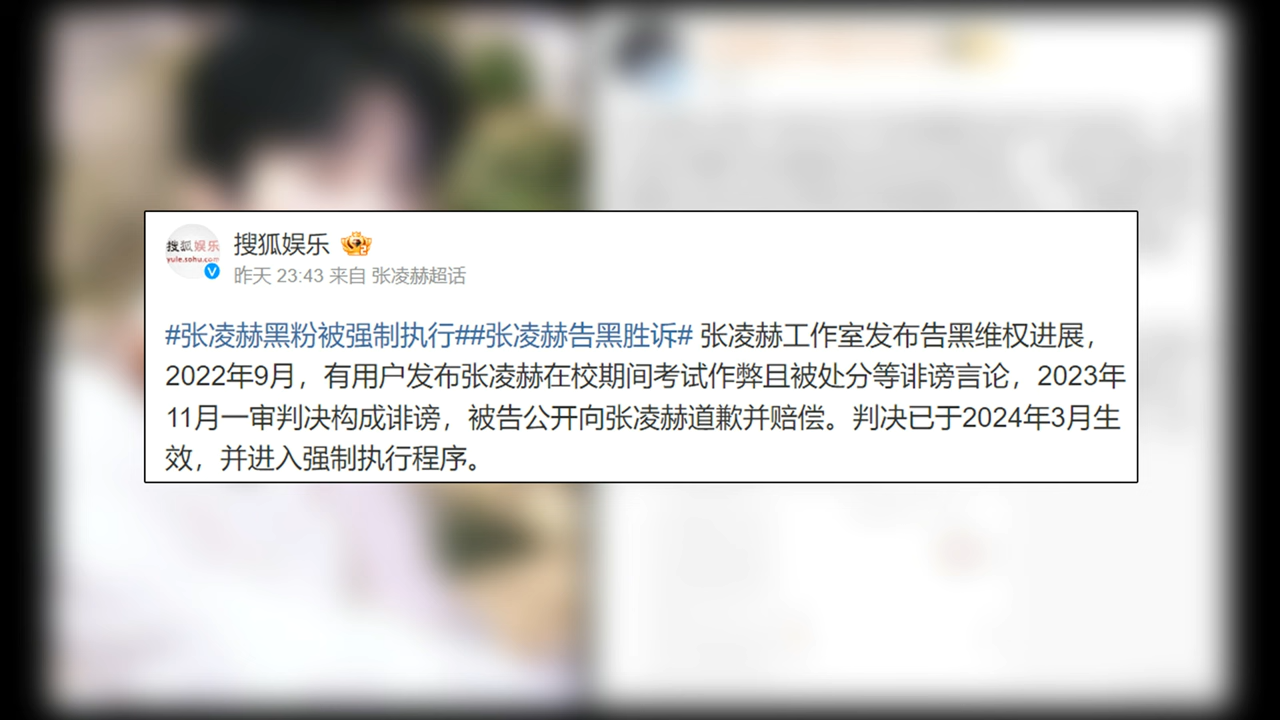 搜狐娱乐
yule.sohu.com
搜狐娱乐
昨天 23:43 来自 张凌赫超话
#张凌赫黑粉被强制执行##张凌赫告黑胜诉# 张凌赫工作室发布告黑维权进展，
2022年9月，有用户发布张凌赫在校期间考试作弊且被处分等诽谤言论，2023年
11月一审判决构成诽谤，被告公开向张凌赫道歉并赔偿。判决已于2024年3月生
效，并进入强制执行程序。